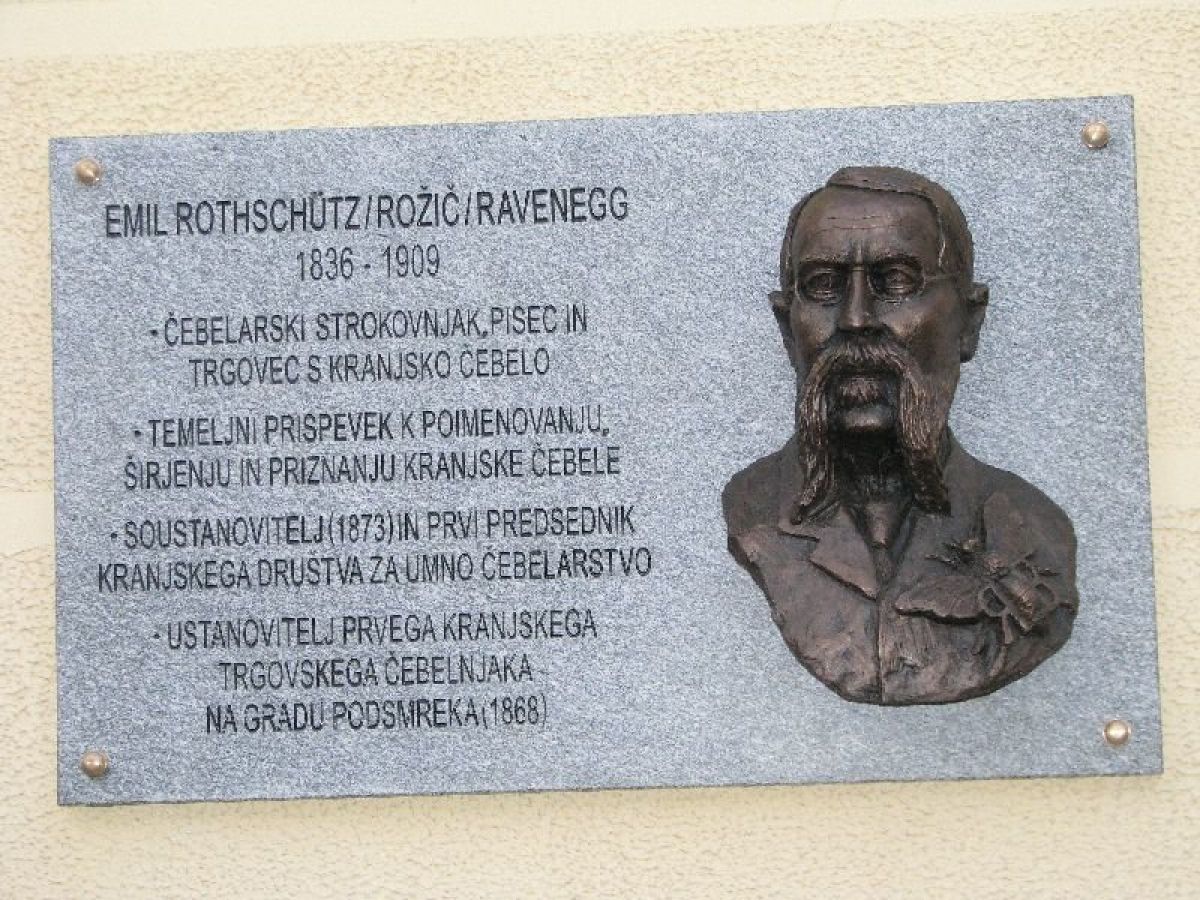 EMIL ROTHSCHÜTZ/ROŽIČ/RAVENEGG
1836 - 1909
- ČEBELARSKI STROKOVNJAK, PISEC IN
TRGOVEC S KRANJSKO ČEBELO
- TEMELJNI PRISPEVEK K POIMENOVANJU,
ŠIRJENJU IN PRIZNANJU KRANJSKE ČEBELE
- SOUSTANOVITELJ (1873) IN PRVI PREDSEDNIK
KRANJSKEGA DRUŠTVA ZA UMNO ČEBELARSTVO
- USTANOVITELJ PRVEGA KRANJSKEGA
TRGOVSKEGA ČEBELNJAKA
NA GRADU PODSMREKA (1868)